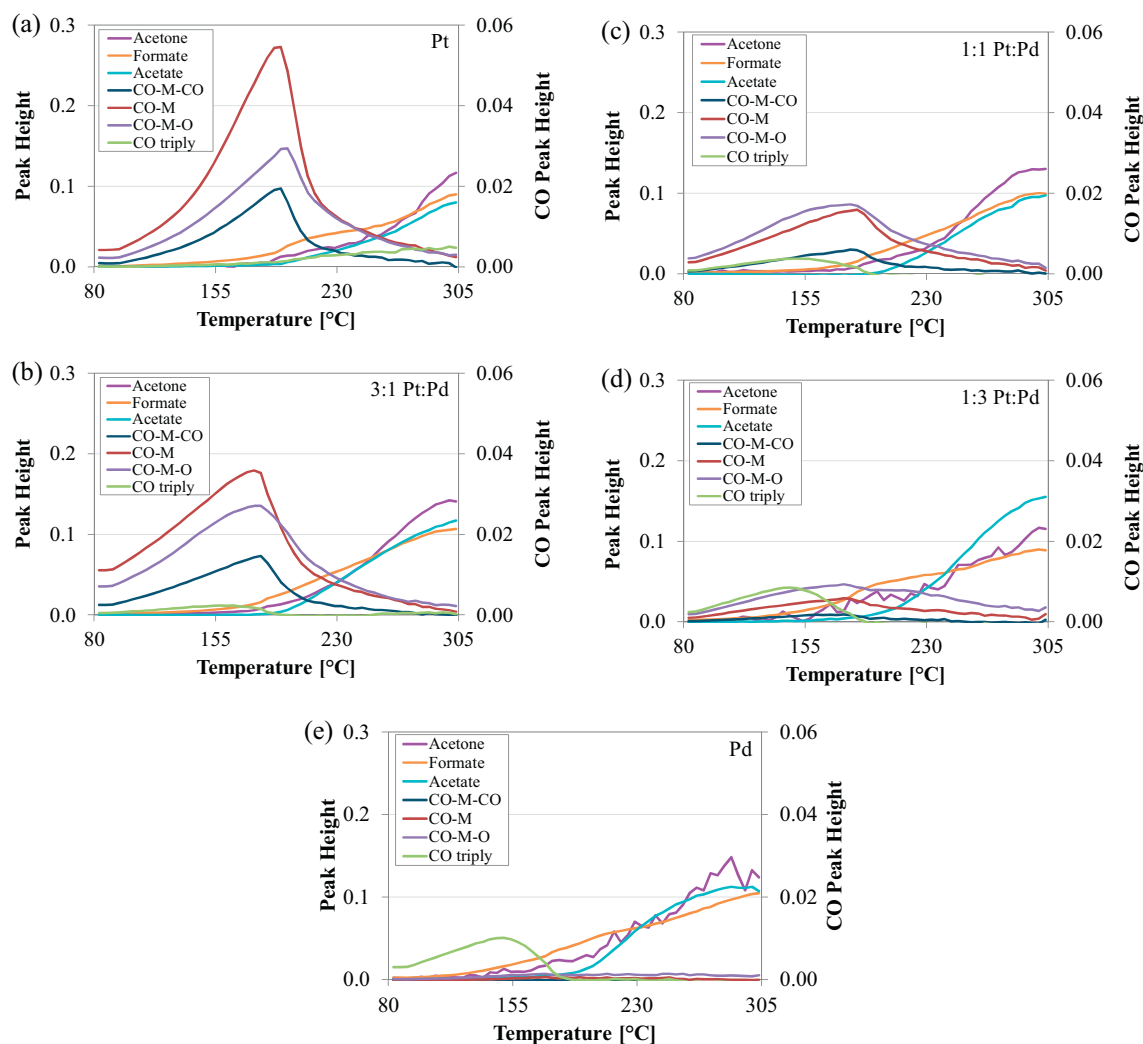 (a)
Pt
0.3
0.2
0.1
0.0
Peak Height
Acetone
Formate
Acetate
CO-M-CO
CO-M
CO-M-O
CO triply
0.06
0.04
0.02
0.00
CO Peak Height
80
155
230
305
Temperature [°C]
(c)
1:1 Pt:Pd
0.3
0.2
0.1
0.0
Peak Height
Acetone
Formate
Acetate
CO-M-CO
CO-M
CO-M-O
CO triply
0.06
0.04
0.02
0.00
CO Peak Height
80
155
230
305
Temperature [°C]
(b)
3:1 Pt:Pd
0.3
0.2
0.1
0.0
Peak Height
Acetone
Formate
Acetate
CO-M-CO
CO-M
CO-M-O
CO triply
0.06
0.04
0.02
0.00
CO Peak Height
80
155
230
305
Temperature [°C]
(d)
1:3 Pt:Pd
0.3
0.2
0.1
0.0
Peak Height
Acetone
Formate
Acetate
CO-M-CO
CO-M
CO-M-O
CO triply
0.06
0.04
0.02
0.00
CO Peak Height
80
155
230
305
Temperature [°C]
(e)
Pd
0.3
0.2
0.1
0.0
Peak Height
Acetone
Formate
Acetate
CO-M-CO
CO-M
CO-M-O
CO triply
0.06
0.04
0.02
0.00
CO Peak Height
80
155
230
305
Temperature [°C]